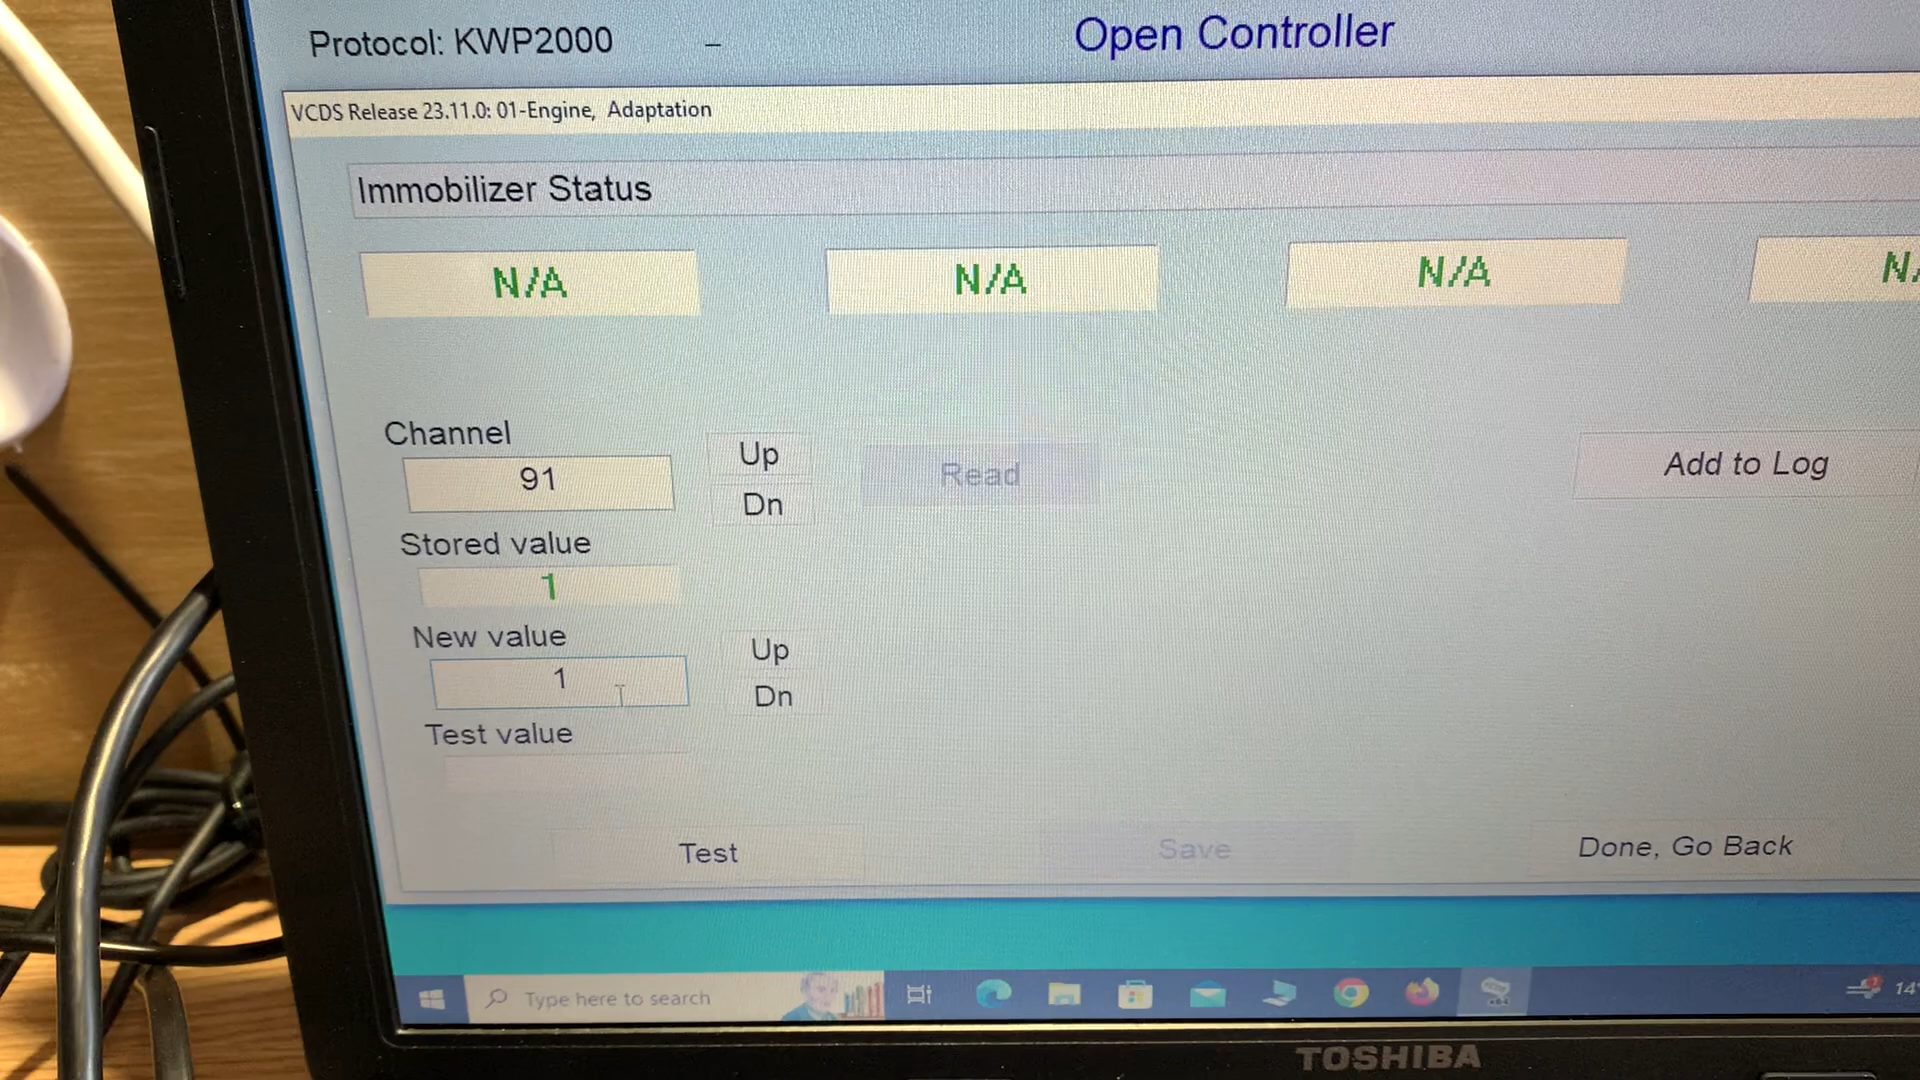 Protocol: KWP2000 –
Open Controller
VCDS Release 23.11.0: 01-Engine, Adaptation
Immobilizer Status
N/A N/A N/A
Channel
91
Up
Dn
Read
Add to Log
Stored value
1
New value
1
Up
Dn
Test value
Test
Save
Done, Go Back
Type here to search
TOSHIBA